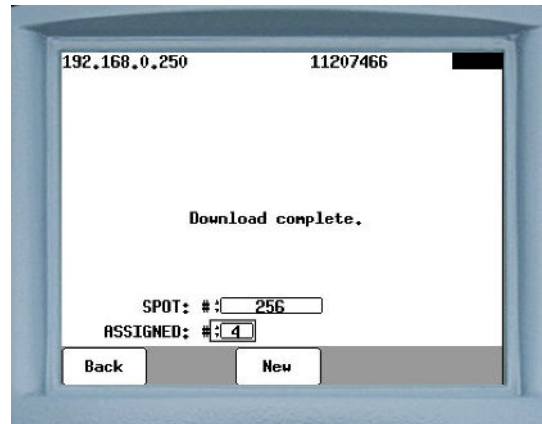 192.168.0.250 11207466
Download complete.
SPOT: # 256
ASSIGNED: # 4
Back New